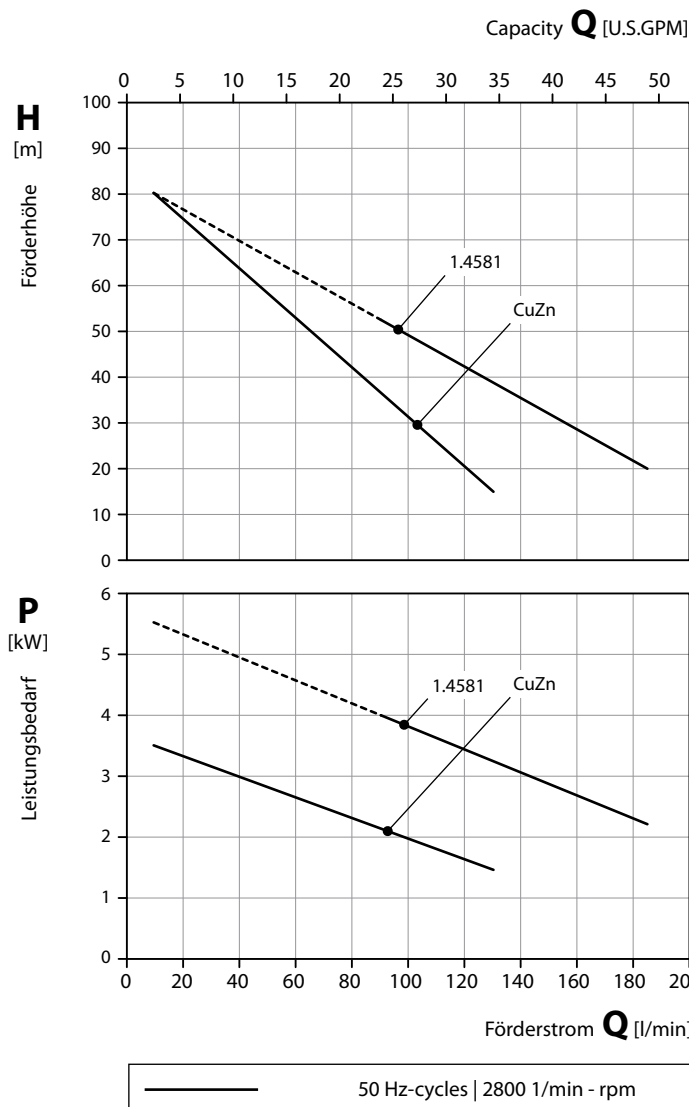 Capacity Q [U.S.GPM]
0 5 10 15 20 25 30 35 40 45 50
H
[m]
Förderhöhe
100
90
80
70
60
50
40
30
20
10
0
1.4581
CuZn
P
[kW]
Leistungsbedarf
6
5
4
3
2
1
0
1.4581
CuZn
0 20 40 60 80 100 120 140 160 180 200
Förderstrom Q [l/min]
50 Hz-cycles | 2800 1/min - rpm